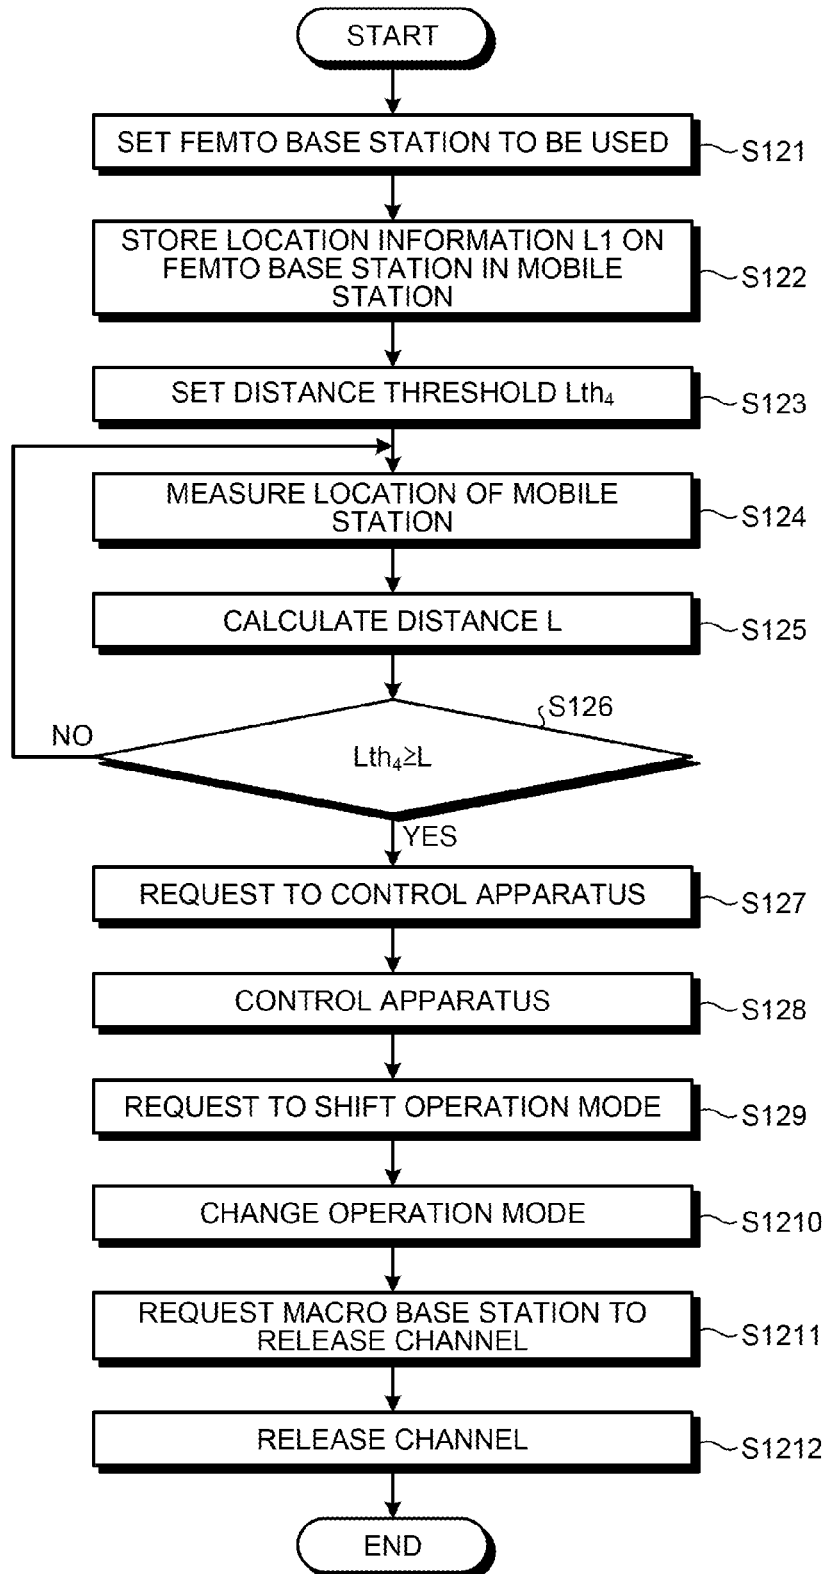 START
SET FEMTO BASE STATION TO BE USED
S121
STORE LOCATION INFORMATION L1 ON
FEMTO BASE STATION IN MOBILE
STATION
S122
SET DISTANCE THRESHOLD Lth₄
S123
MEASURE LOCATION OF MOBILE
STATION
S124
CALCULATE DISTANCE L
S125
S126
NO
Lth₄≥L
YES
REQUEST TO CONTROL APPARATUS
S127
CONTROL APPARATUS
S128
REQUEST TO SHIFT OPERATION MODE
S129
CHANGE OPERATION MODE
S1210
REQUEST MACRO BASE STATION TO
RELEASE CHANNEL
S1211
RELEASE CHANNEL
S1212
END